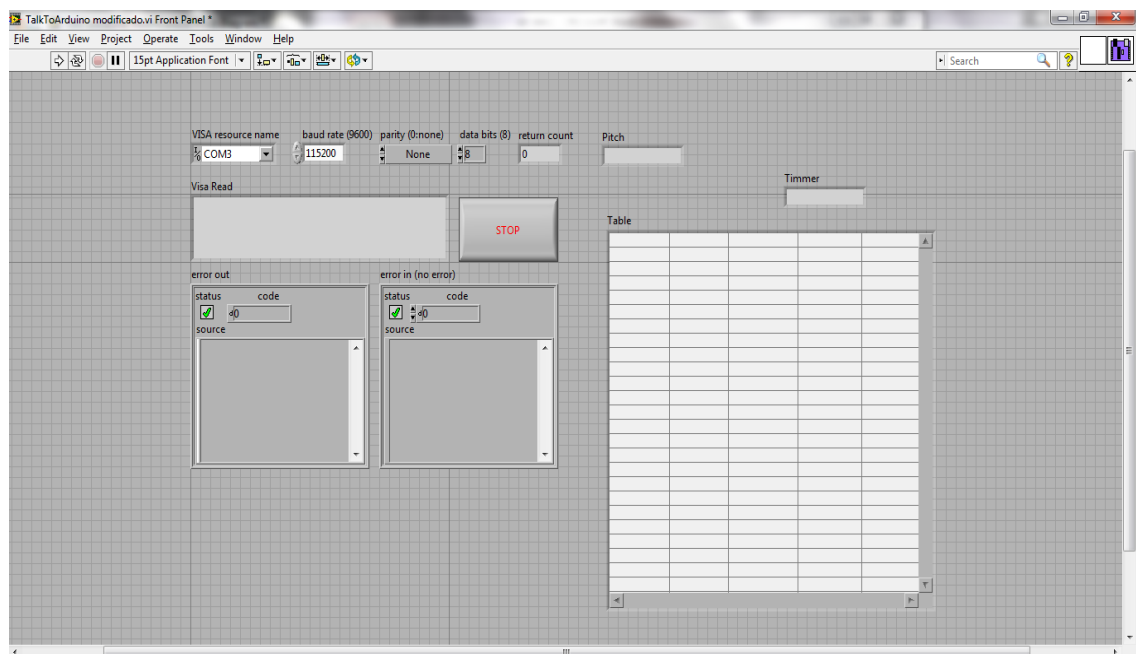 TalkToArduino modificado.vi Front Panel *
File Edit View Project Operate Tools Window Help
15pt Application Font
Search
VISA resource name baud rate (9600) parity (0:none) data bits (8) return count Pitch
COM3 115200 None 8 0
Timmer
Visa Read
STOP
Table
error out error in (no error)
status code status code
d0 d0
source source